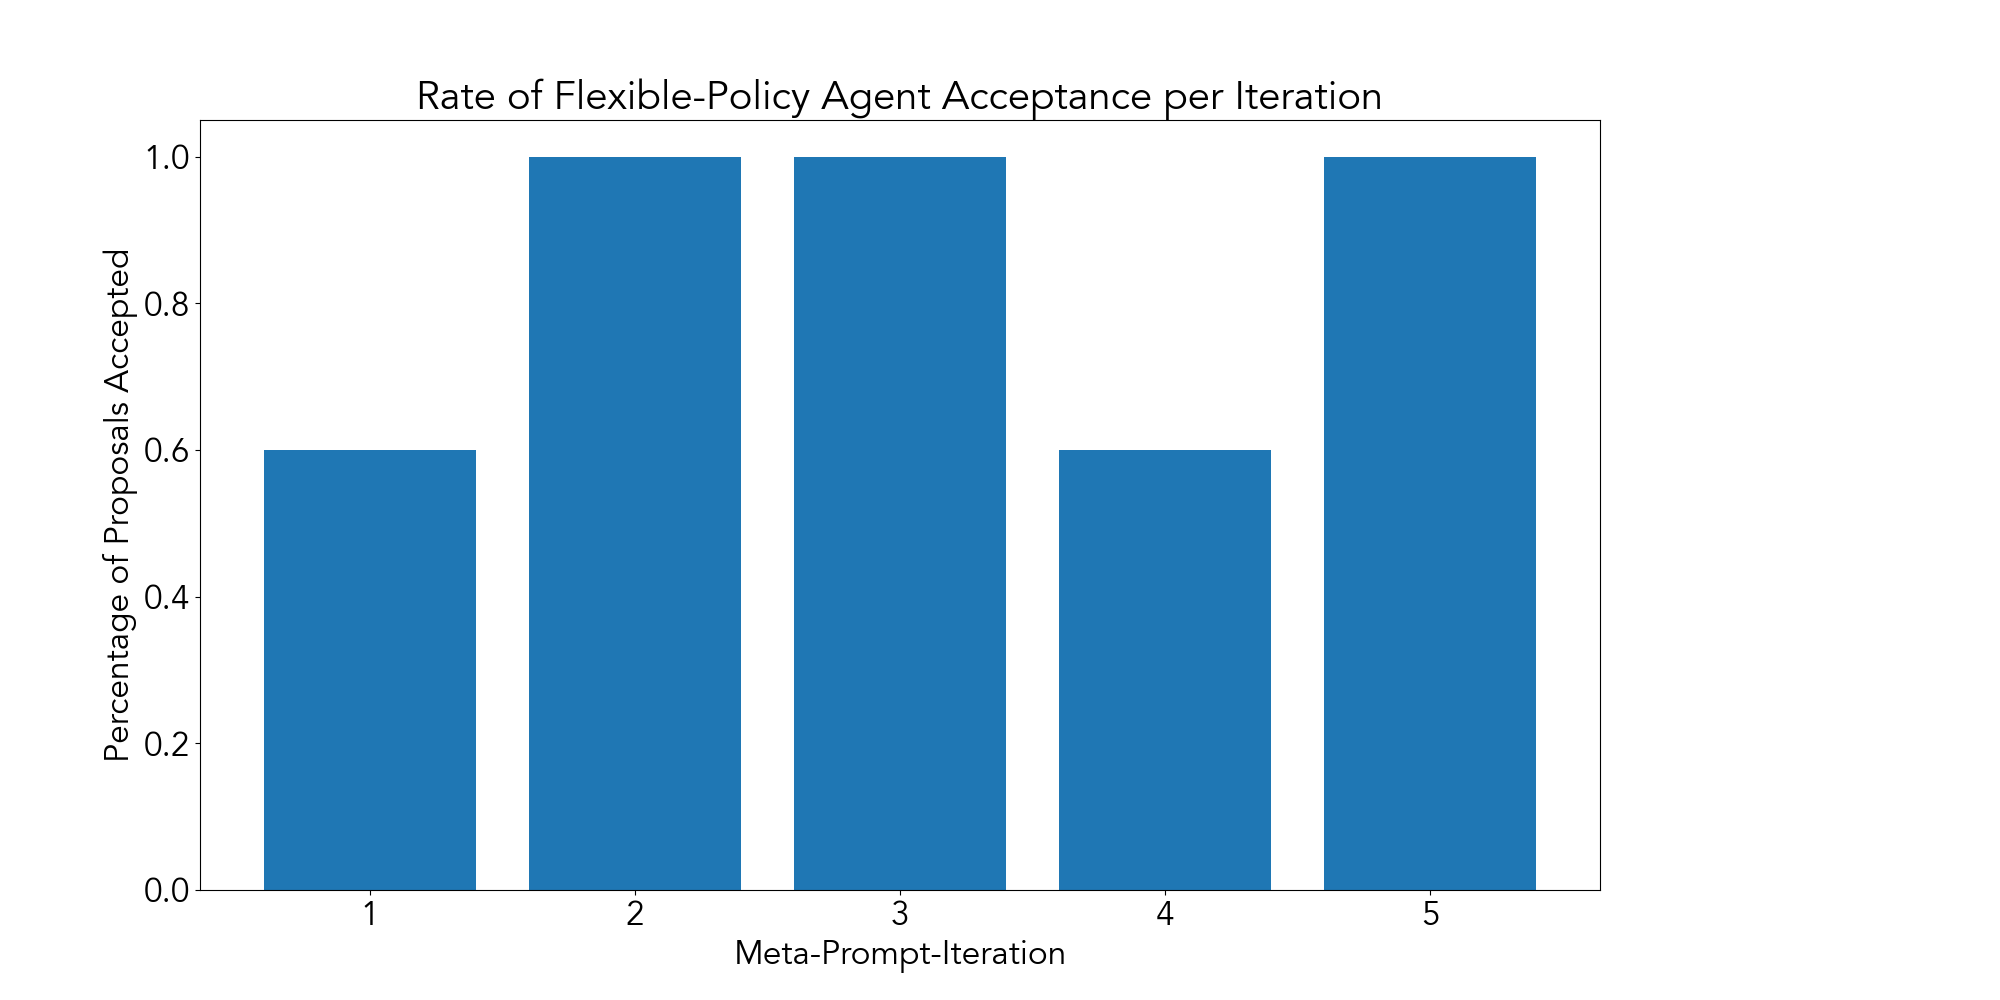 Rate of Flexible-Policy Agent Acceptance per Iteration
Percentage of Proposals Accepted
1.0
0.8
0.6
0.4
0.2
0.0
1 2 3 4 5
Meta-Prompt-Iteration